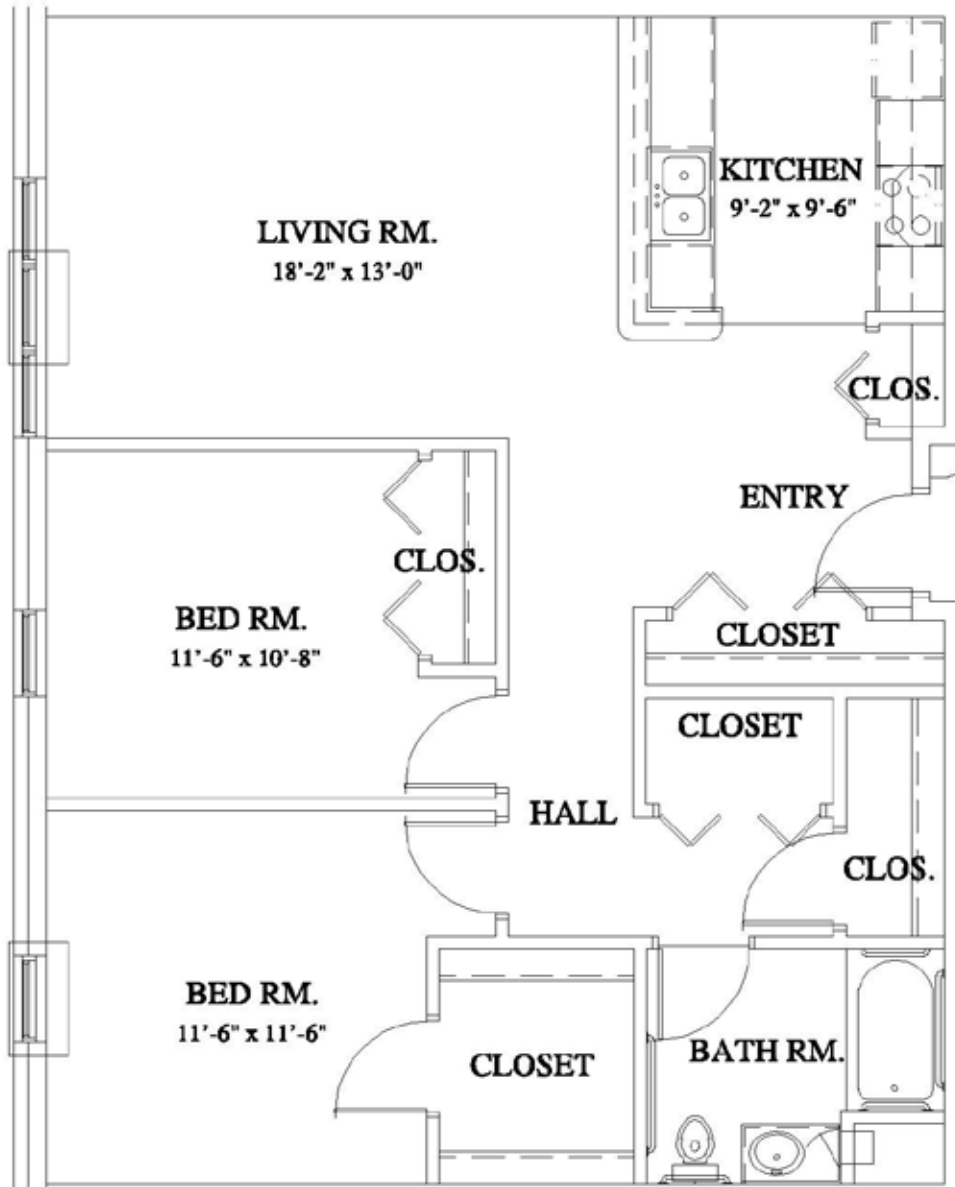 KITCHEN
9'-2" x 9'-6"
LIVING RM.
18'-2" x 13'-0"
CLOS.
ENTRY
CLOS.
BED RM.
11'-6" x 10'-8"
CLOSET
CLOSET
HALL
CLOS.
BED RM.
11'-6" x 11'-6"
CLOSET
BATH RM.